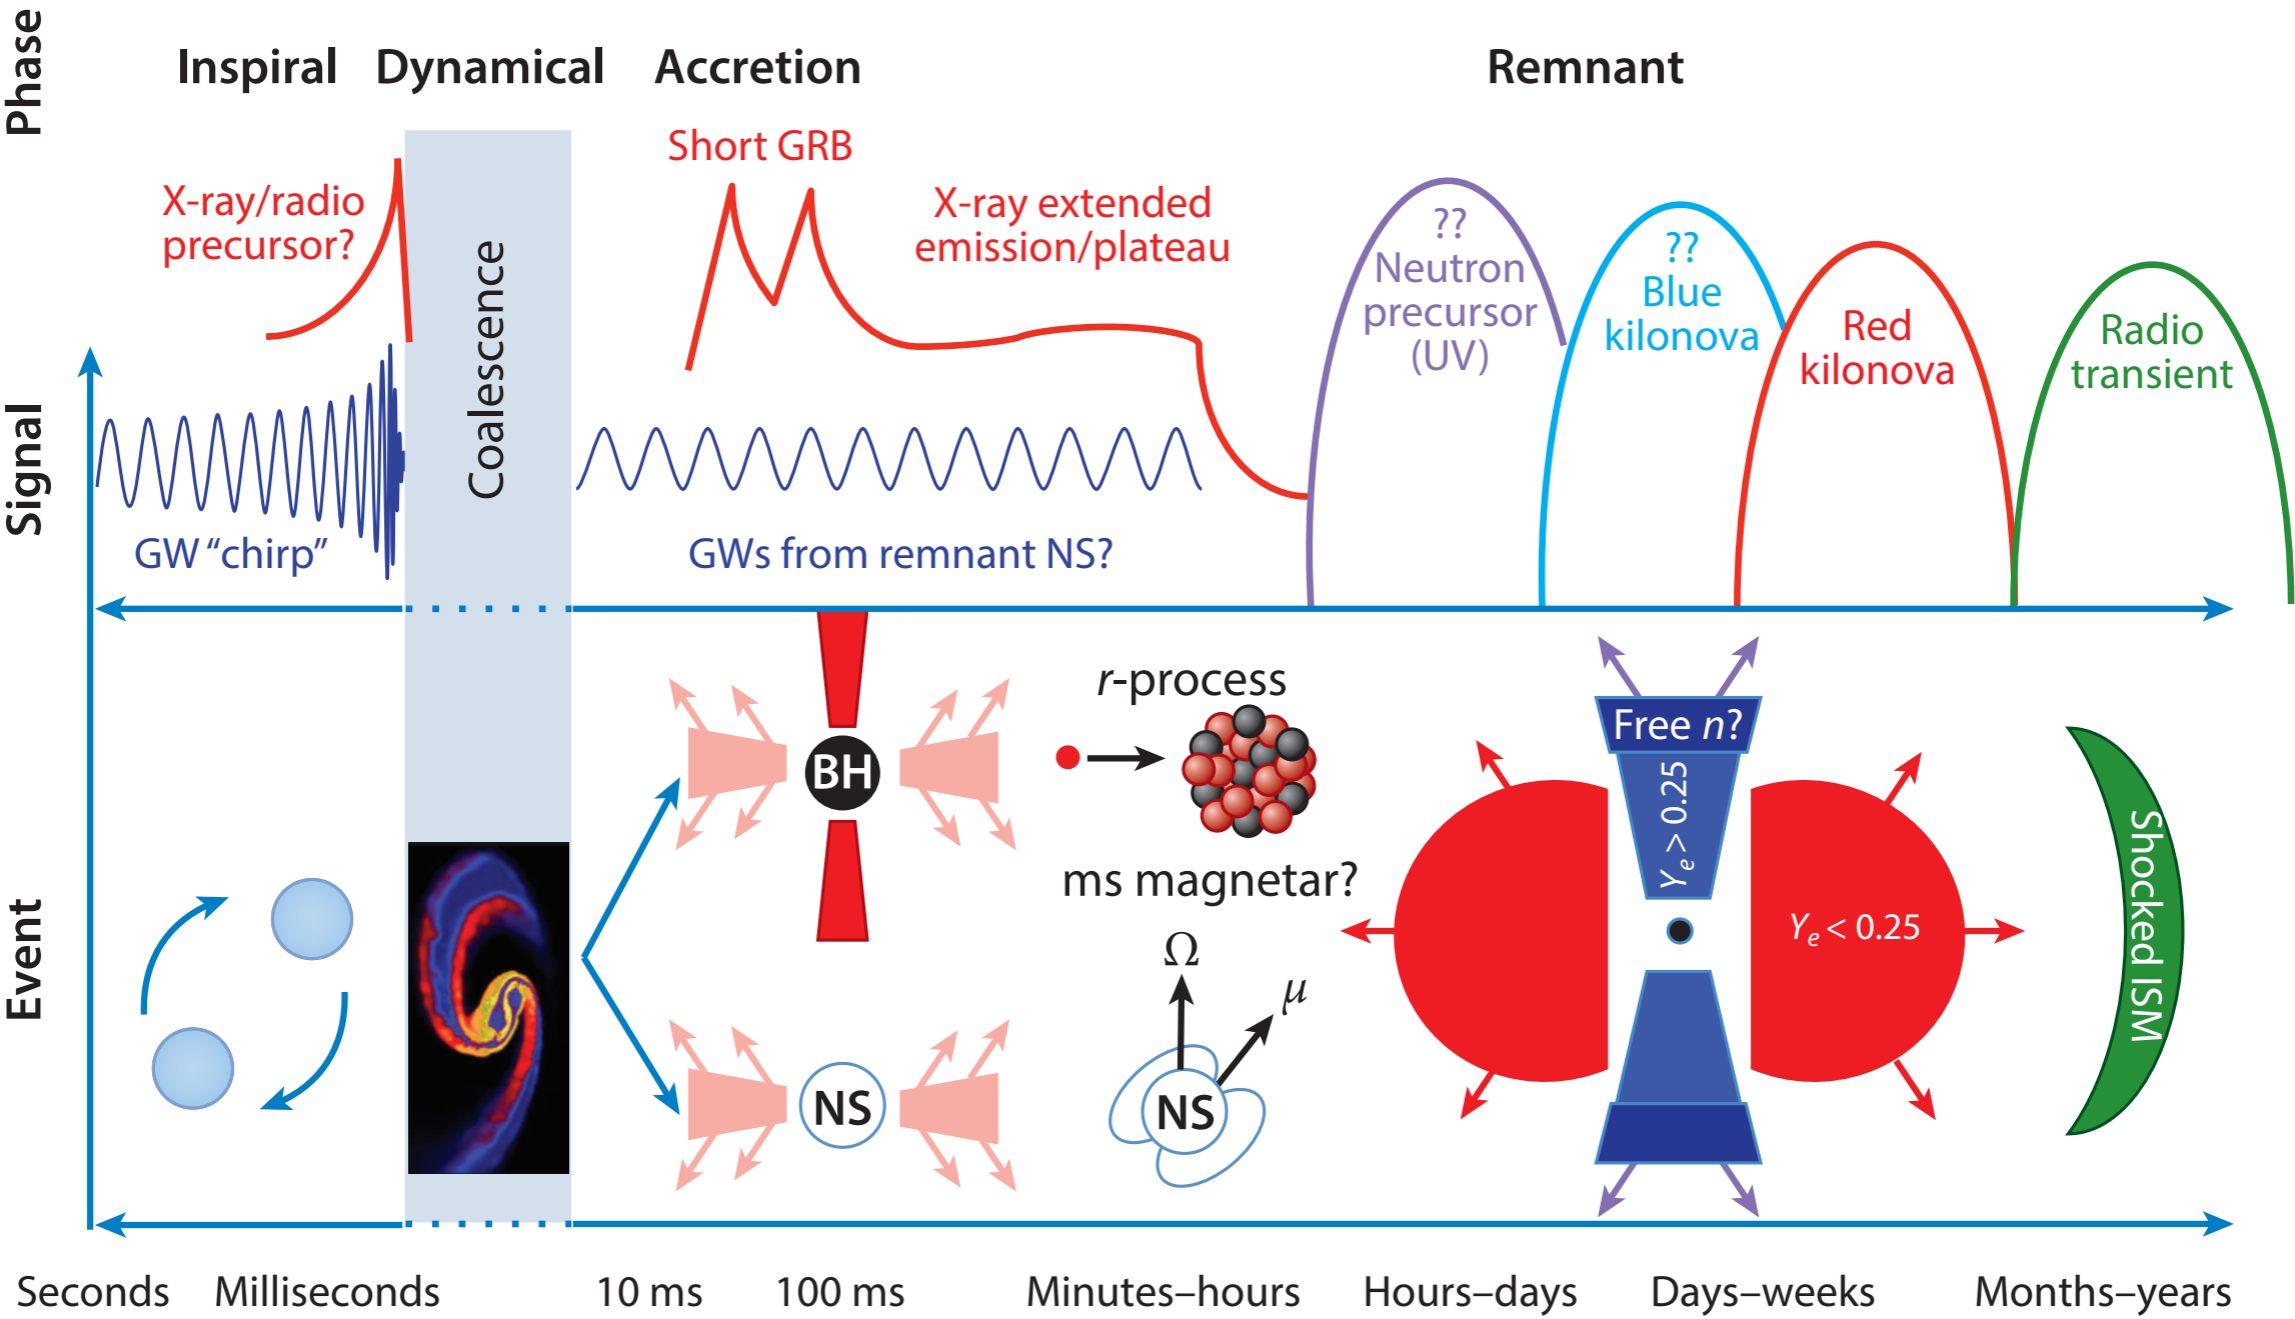 Phase
Inspiral
Dynamical
Accretion
Remnant
Signal
X-ray/radio
precursor?
GW “chirp”
Coalescence
Short GRB
X-ray extended
emission/plateau
GWs from remnant NS?
??
Neutron
precursor
(UV)
??
Blue
kilonova
Red
kilonova
Radio
transient
Event
BH
NS
r-process
ms magnetar?
Ω
μ
NS
Free n?
Yₑ > 0.25
Yₑ < 0.25
Shocked ISM
Seconds
Milliseconds
10 ms
100 ms
Minutes–hours
Hours–days
Days–weeks
Months–years